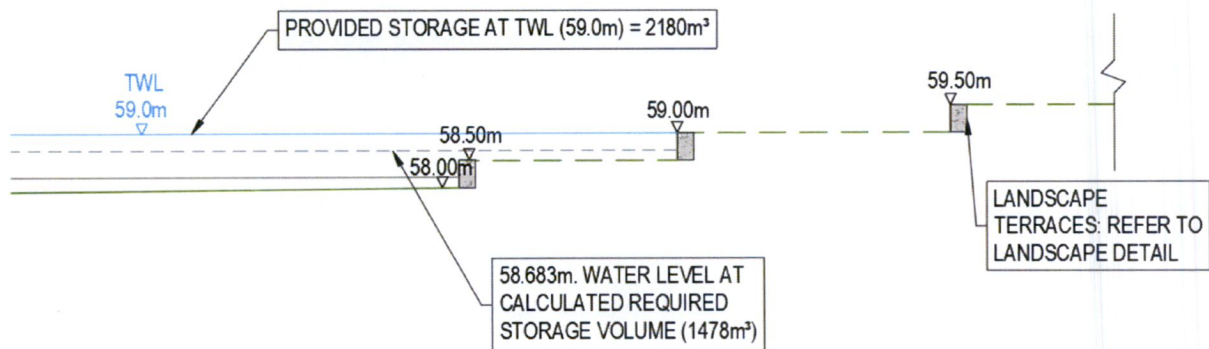 PROVIDED STORAGE AT TWL (59.0m) = 2180m³
TWL
59.0m
59.50m
59.00m
58.50m
58.00m
LANDSCAPE
TERRACES: REFER TO
LANDSCAPE DETAIL
58.683m. WATER LEVEL AT
CALCULATED REQUIRED
STORAGE VOLUME (1478m³)